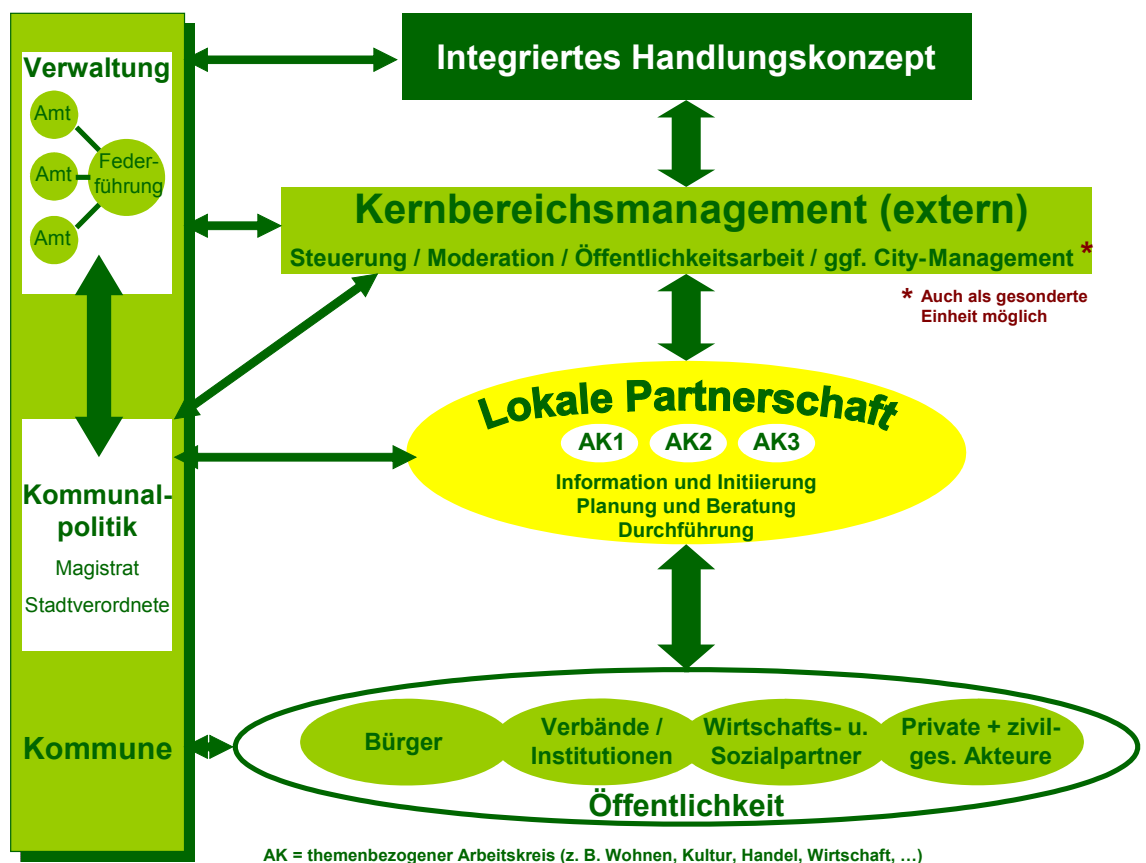 Verwaltung
Amt
Amt
Amt
Feder-
führung
Kommunal-
politik
Magistrat
Stadtverordnete
Kommune
Integriertes Handlungskonzept
Kernbereichsmanagement (extern)
Steuerung / Moderation / Öffentlichkeitsarbeit / ggf. City-Management *
* Auch als gesonderte
Einheit möglich
Lokale Partnerschaft
AK1 AK2 AK3
Information und Initiierung
Planung und Beratung
Durchführung
Bürger
Verbände /
Institutionen
Wirtschafts- u.
Sozialpartner
Private + zivil-
ges. Akteure
Öffentlichkeit
AK = themenbezogener Arbeitskreis (z. B. Wohnen, Kultur, Handel, Wirtschaft, …)